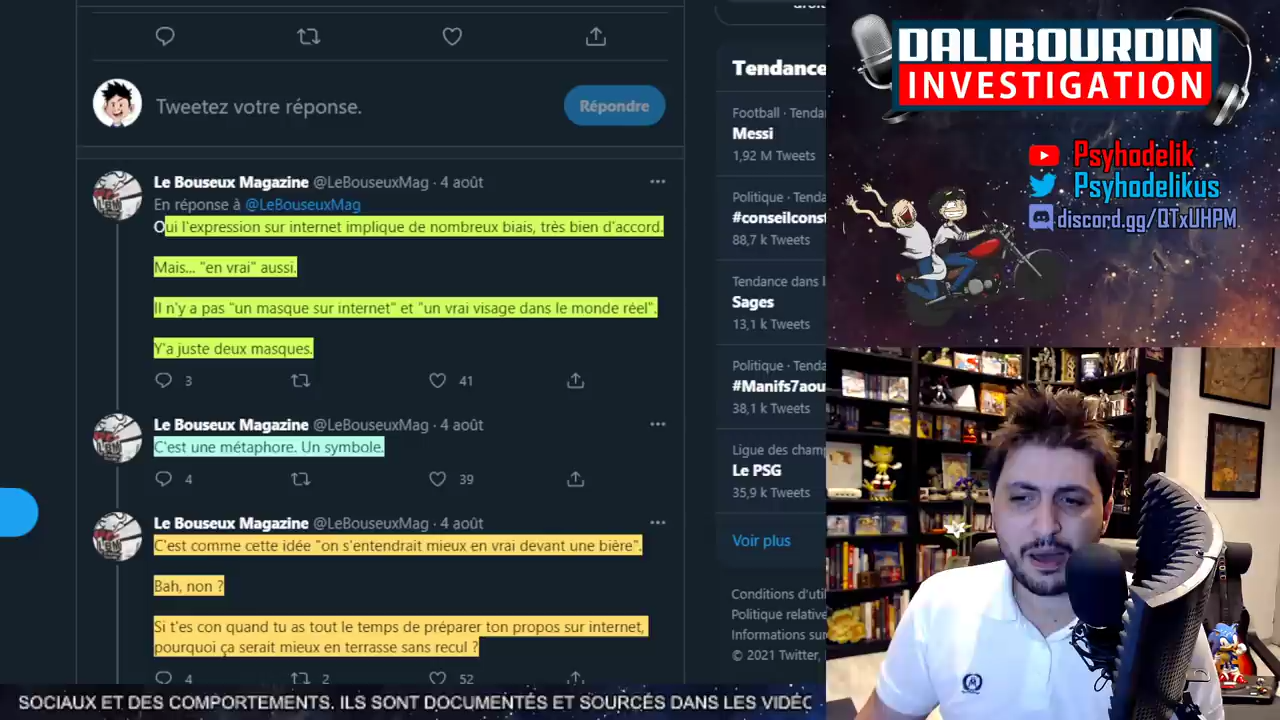 Tweetez votre réponse.
Répondre
Le Bouseux Magazine @LeBouseuxMag · 4 août
En réponse à @LeBouseuxMag
Oui l'expression sur internet implique de nombreux biais, très bien d'accord.
Mais... "en vrai" aussi.
Il n'y a pas "un masque sur internet" et "un vrai visage dans le monde réel".
Y'a juste deux masques.
3
41
Le Bouseux Magazine @LeBouseuxMag · 4 août
C'est une métaphore. Un symbole.
4
39
Le Bouseux Magazine @LeBouseuxMag · 4 août
C'est comme cette idée "on s'entendrait mieux en vrai devant une bière".
Bah, non ?
Si t'es con quand tu as tout le temps de préparer ton propos sur internet,
pourquoi ça serait mieux en terrasse sans recul ?
4
2
52
Tendance
Football · Tenda
Messi
1,92 M Tweets
Politique · Tenda
#conseilconst
88,7 k Tweets
Tendance dans l
Sages
13,1 k Tweets
Politique · Tenda
#Manifs7aou
38,1 k Tweets
Ligue des cham
Le PSG
35,9 k Tweets
Voir plus
Conditions d'uti
Politique relative
Informations su
© 2021 Twitter,
DALIBOURDIN
INVESTIGATION
Psyhodelik
Psyhodelikus
discord.gg/QTxUHPM
SOCIAUX ET DES COMPORTEMENTS. ILS SONT DOCUMENTÉS ET SOURCÉS DANS LES VIDÉO